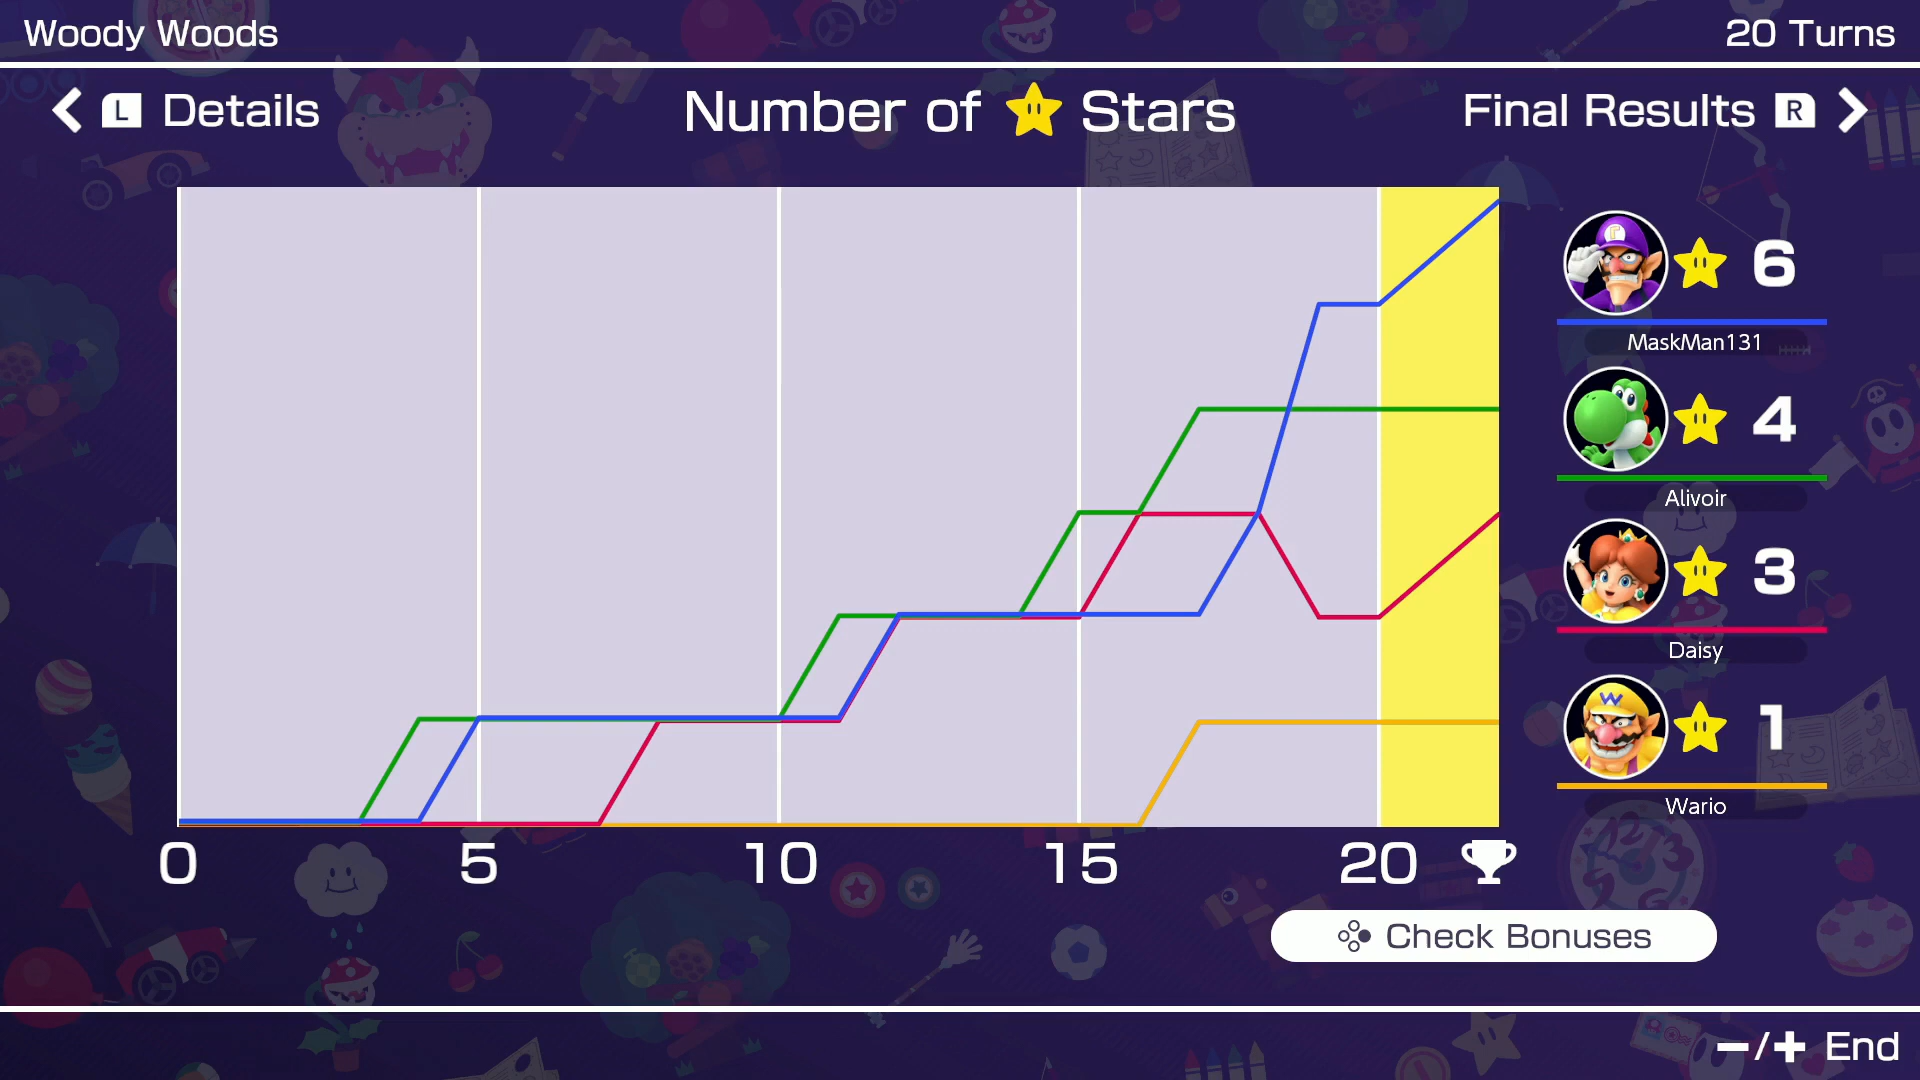 Woody Woods
20 Turns
L Details
Number of Stars
Final Results R
6
MaskMan131
4
Alivoir
3
Daisy
1
Wario
0 5 10 15 20
Check Bonuses
−/+ End